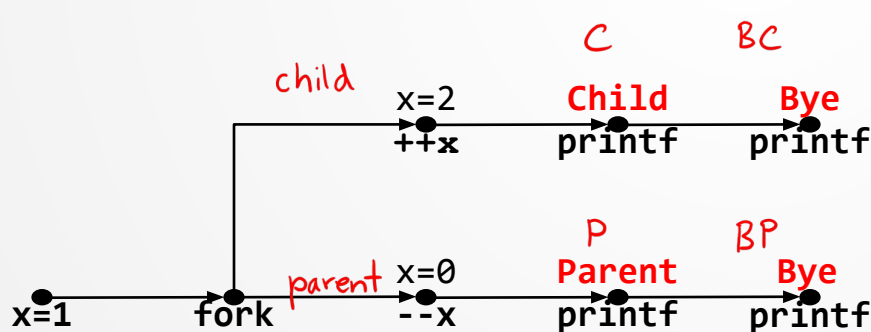 C BC
child
x=2 Child Bye
++x printf printf
P BP
parent x=0 Parent Bye
x=1 fork --x printf printf